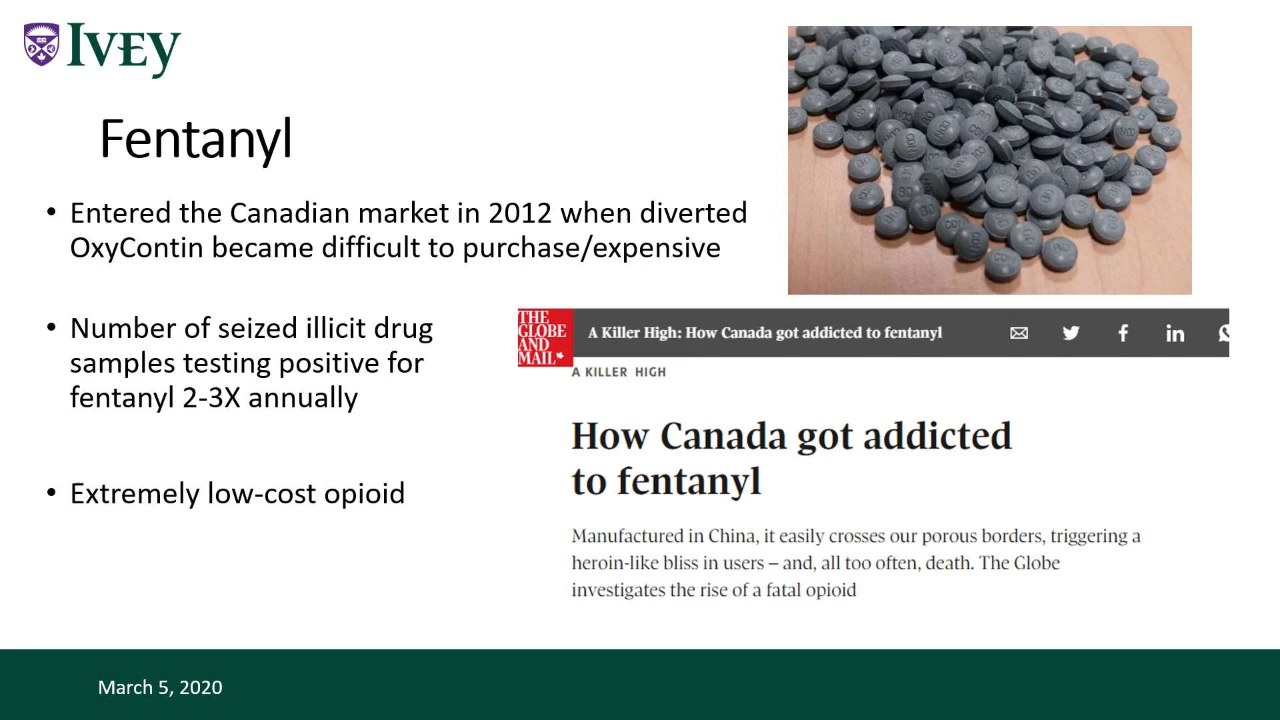 IVEY
Fentanyl
• Entered the Canadian market in 2012 when diverted
OxyContin became difficult to purchase/expensive
• Number of seized illicit drug
samples testing positive for
fentanyl 2-3X annually
• Extremely low-cost opioid
THE
GLOBE
AND
MAIL
A Killer High: How Canada got addicted to fentanyl
A KILLER HIGH
How Canada got addicted
to fentanyl
Manufactured in China, it easily crosses our porous borders, triggering a
heroin-like bliss in users – and, all too often, death. The Globe
investigates the rise of a fatal opioid
March 5, 2020